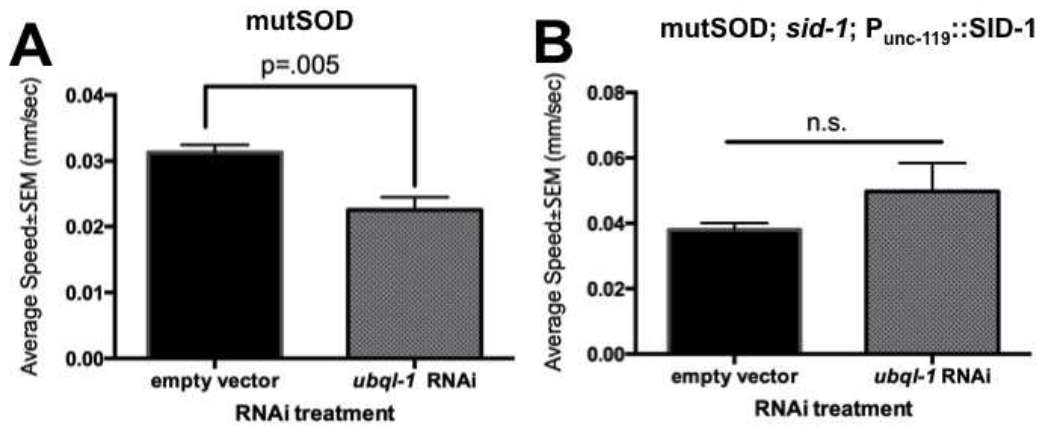 A
mutSOD
p=.005
Average Speed±SEM (mm/sec)
0.04
0.03
0.02
0.01
0.00
empty vector
ubql-1 RNAi
RNAi treatment
B
mutSOD; sid-1; Punc-119::SID-1
n.s.
Average Speed±SEM (mm/sec)
0.08
0.06
0.04
0.02
0.00
empty vector
ubql-1 RNAi
RNAi treatment